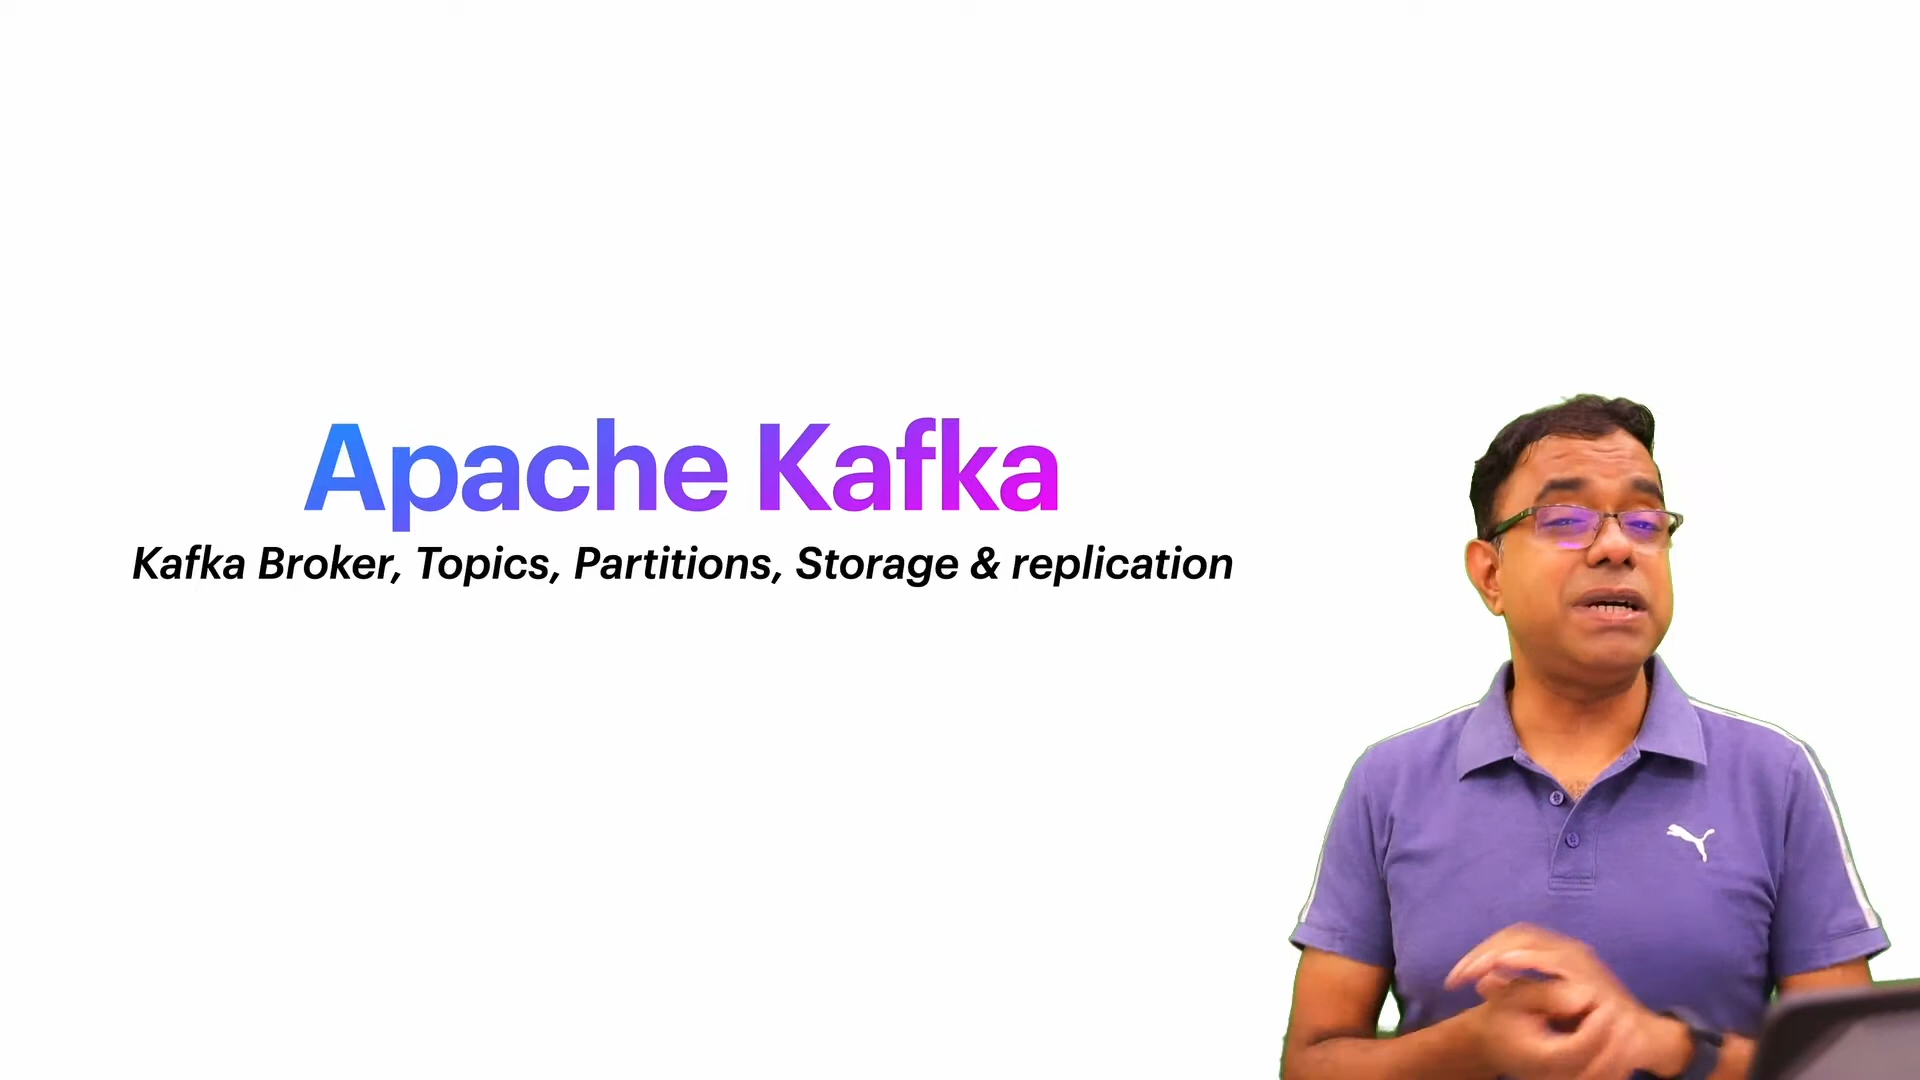 Apache Kafka
Kafka Broker, Topics, Partitions, Storage & replication